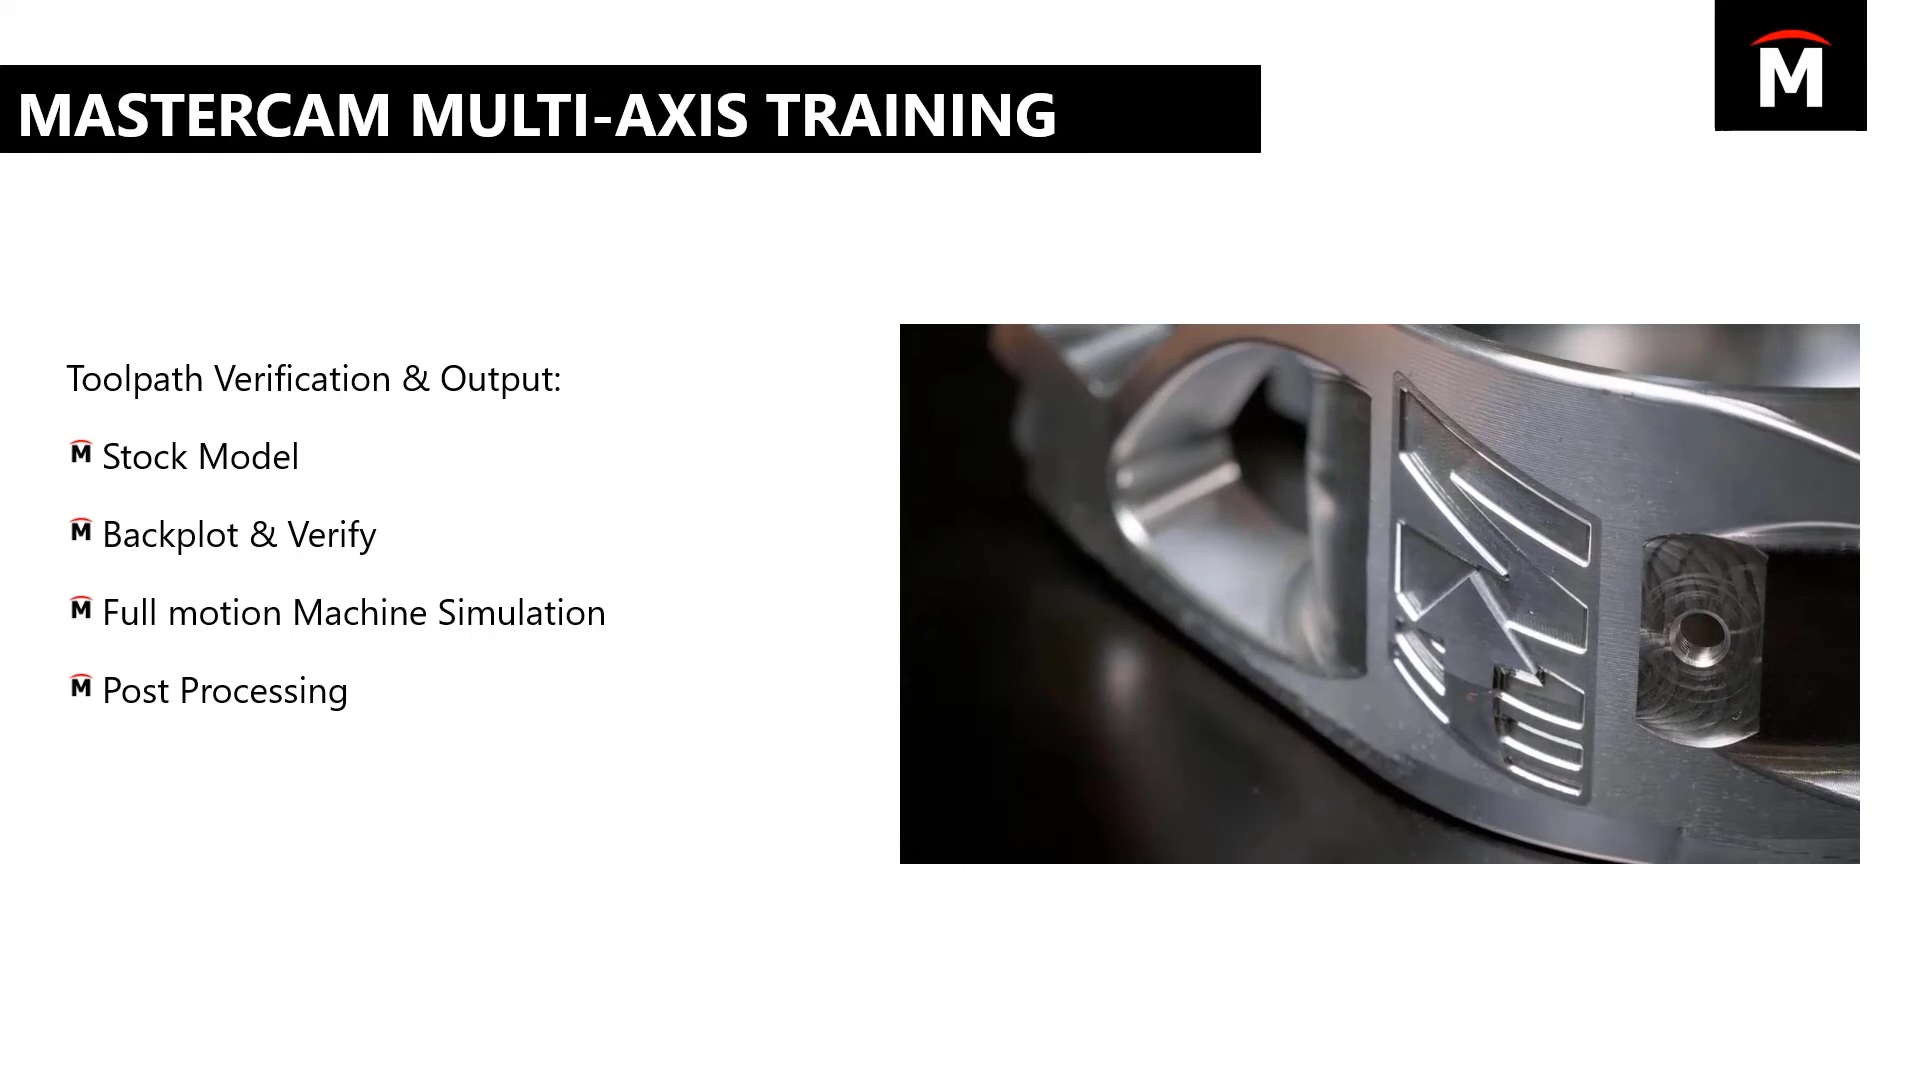 M
MASTERCAM MULTI-AXIS TRAINING
Toolpath Verification & Output:
M Stock Model
M Backplot & Verify
M Full motion Machine Simulation
M Post Processing